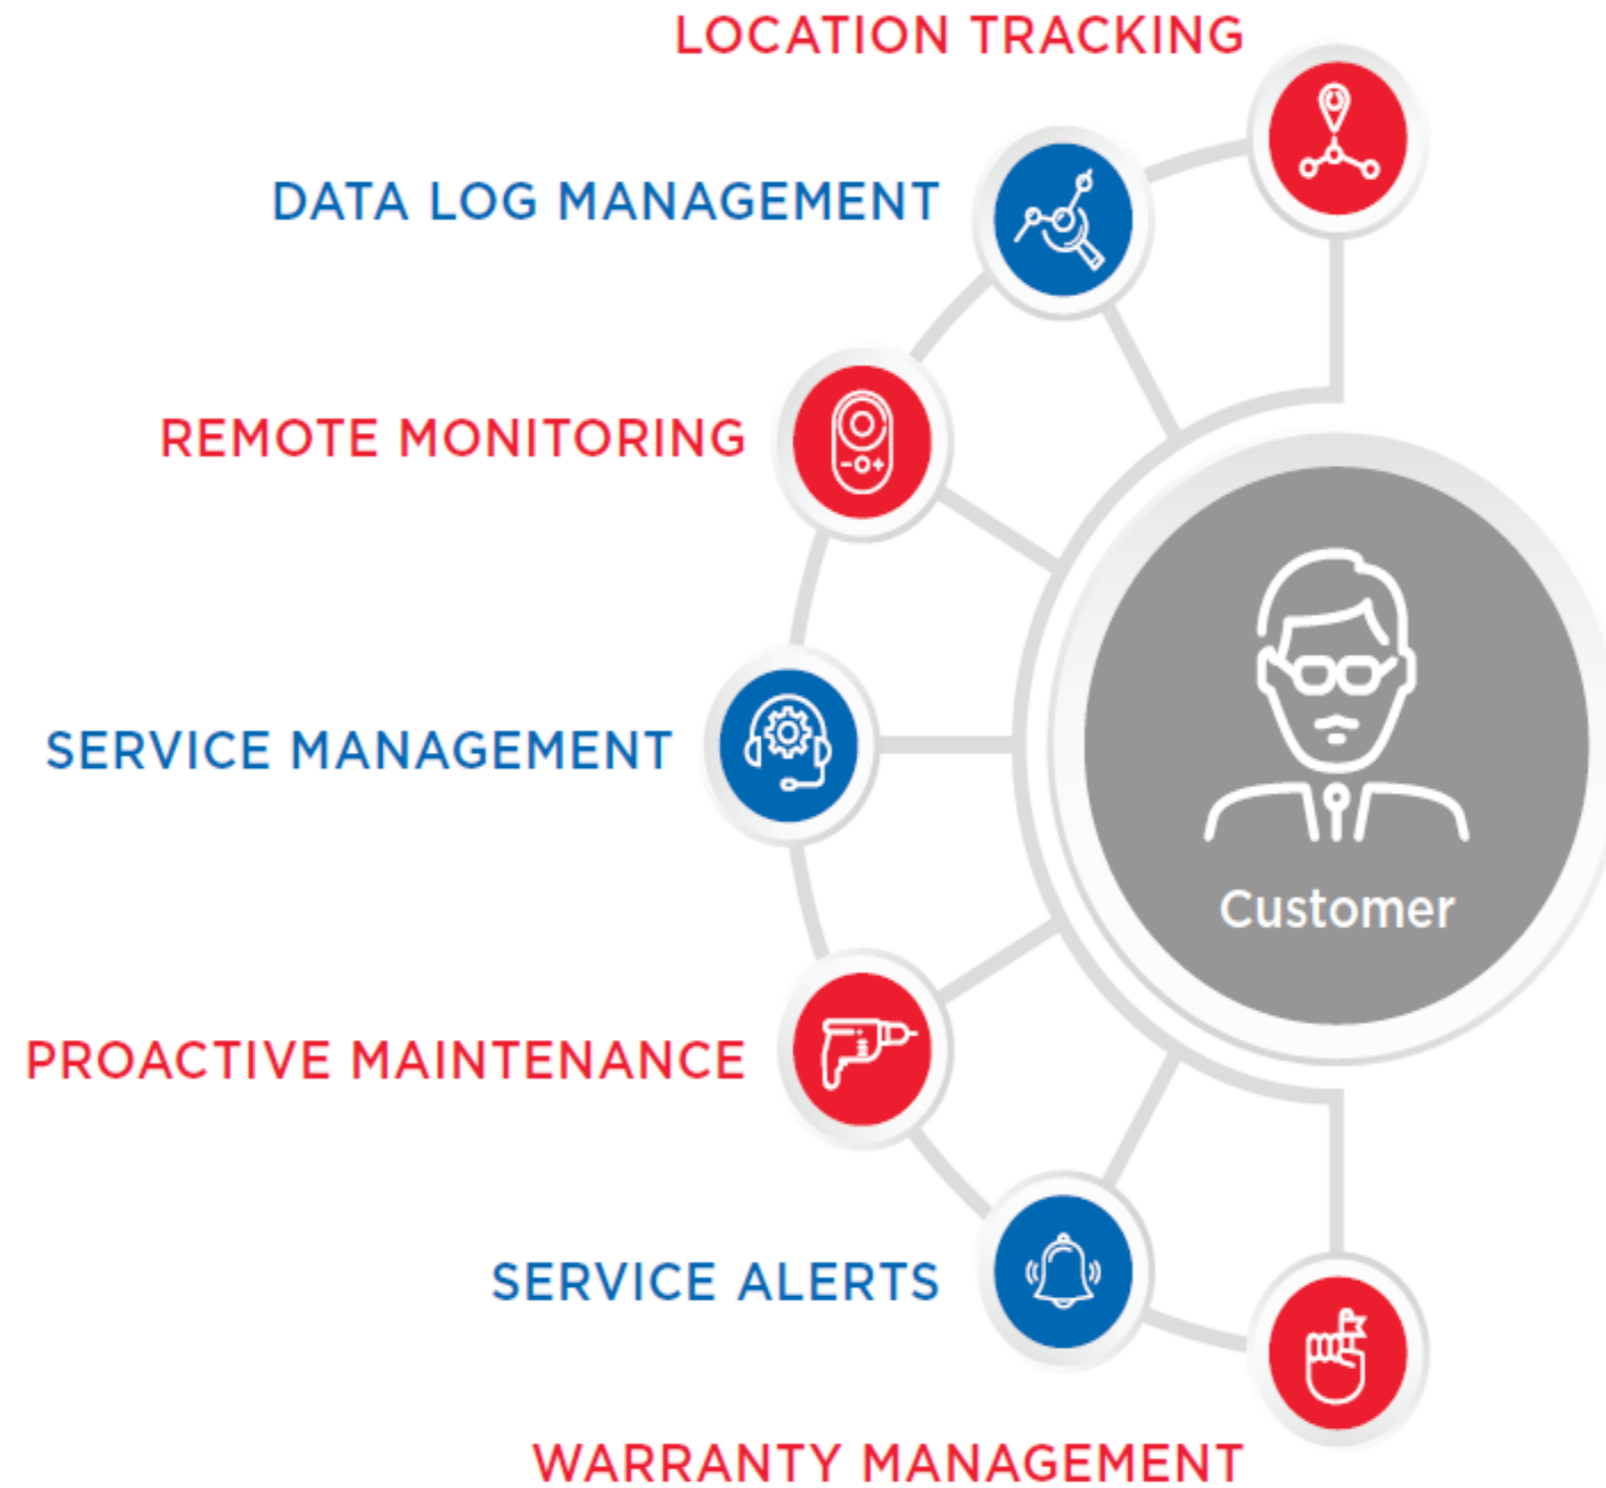 LOCATION TRACKING
DATA LOG MANAGEMENT
REMOTE MONITORING
SERVICE MANAGEMENT
Customer
PROACTIVE MAINTENANCE
SERVICE ALERTS
WARRANTY MANAGEMENT